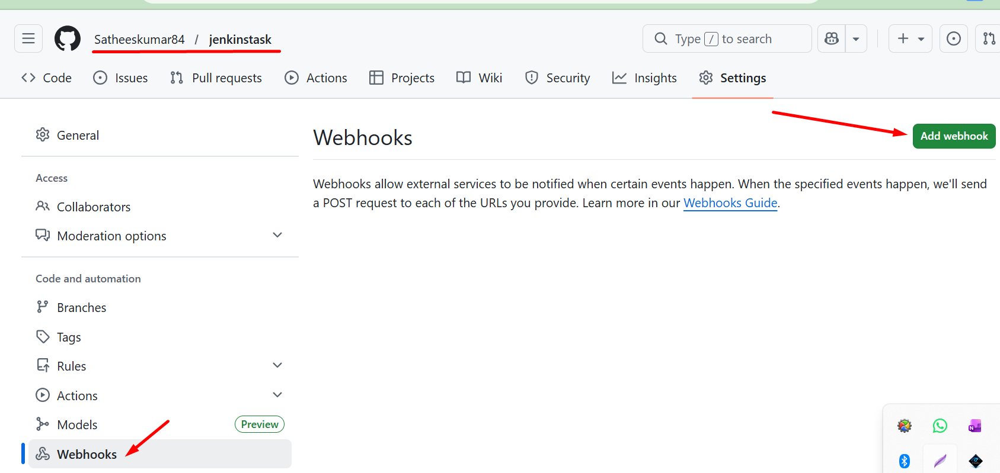 Satheeskumar84 / jenkinstask
Type / to search
Code
Issues
Pull requests
Actions
Projects
Wiki
Security
Insights
Settings
General
Access
Collaborators
Moderation options
Code and automation
Branches
Tags
Rules
Actions
Models
Preview
Webhooks
Webhooks
Add webhook
Webhooks allow external services to be notified when certain events happen. When the specified events happen, we'll send
a POST request to each of the URLs you provide. Learn more in our Webhooks Guide.
N